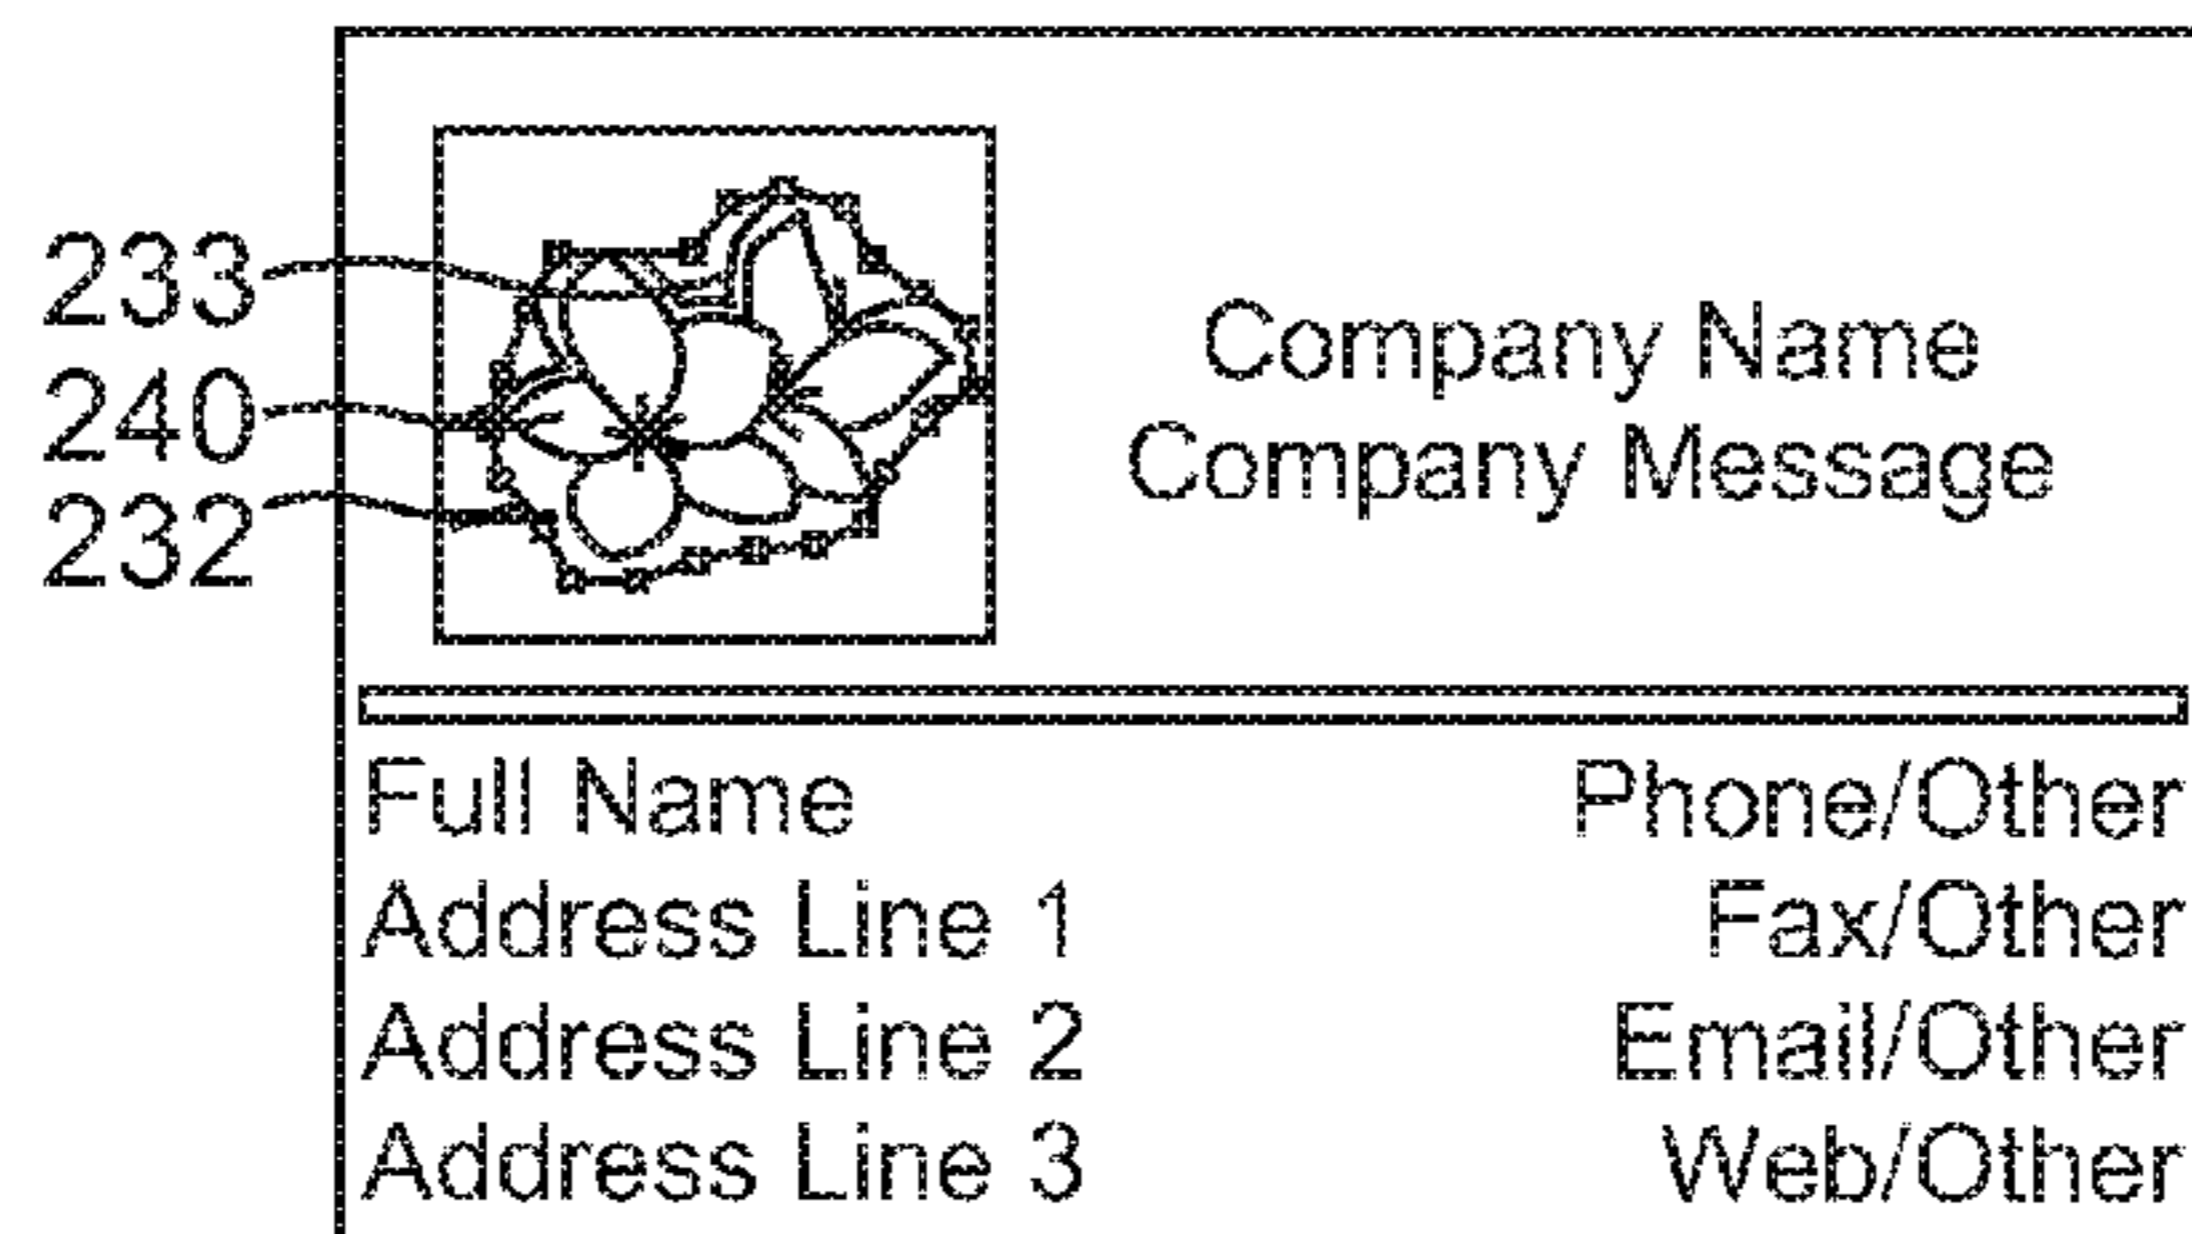 233
240
232
Company Name
Company Message
Full Name
Address Line 1
Address Line 2
Address Line 3
Phone/Other
Fax/Other
Email/Other
Web/Other